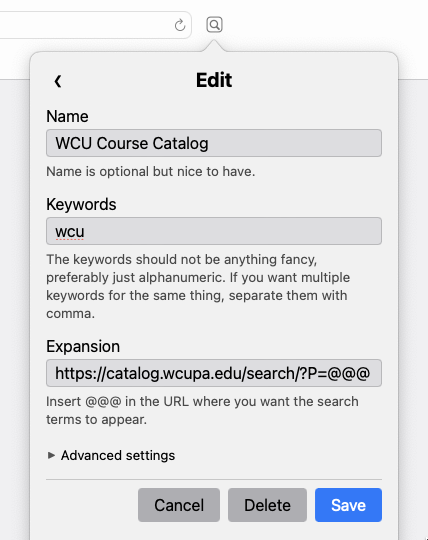 Edit
Name
WCU Course Catalog
Name is optional but nice to have.
Keywords
wcu
The keywords should not be anything fancy,
preferably just alphanumeric. If you want multiple
keywords for the same thing, separate them with
comma.
Expansion
https://catalog.wcupa.edu/search/?P=@@@
Insert @@@ in the URL where you want the search
terms to appear.
Advanced settings
Cancel Delete Save